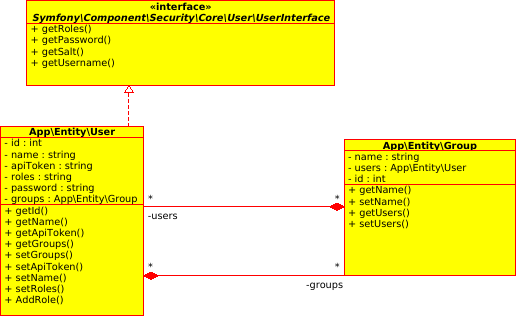 «interface»
Symfony\Component\Security\Core\User\UserInterface
+ getRoles()
+ getPassword()
+ getSalt()
+ getUsername()
App\Entity\User
- id : int
- name : string
- apiToken : string
- roles : string
- password : string
- groups : App\Entity\Group
+ getId()
+ getName()
+ getApiToken()
+ getGroups()
+ setGroups()
+ setApiToken()
+ setName()
+ setRoles()
+ AddRole()
App\Entity\Group
- name : string
- users : App\Entity\User
- id : int
+ getName()
+ setName()
+ getUsers()
+ setUsers()
* *
-users
* *
-groups